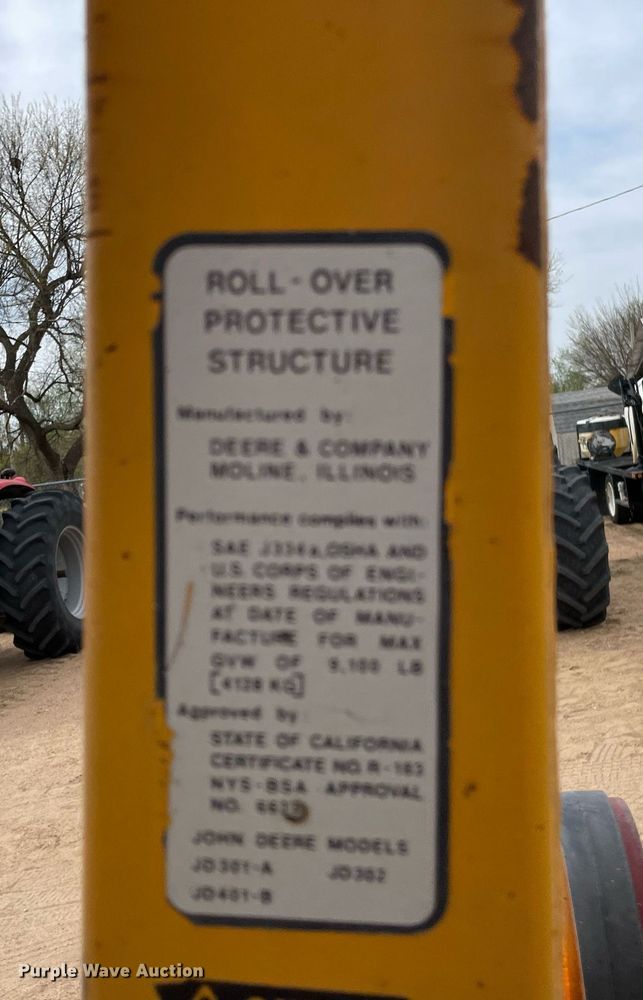 ROLL-OVER
PROTECTIVE
STRUCTURE
Manufactured by:
DEERE & COMPANY
MOLINE, ILLINOIS
Performance complies with:
SAE J334a, OSHA AND
U.S. CORPS OF ENGI-
NEERS REGULATIONS
AT DATE OF MANU-
FACTURE FOR MAX
GVW OF 9,100 LB
[4128 KG]
Approved by:
STATE OF CALIFORNIA
CERTIFICATE NO. R-163
NYS-BSA APPROVAL
NO.
JOHN DEERE MODELS
JD301-A JD302
JD401-B
Purple Wave Auction